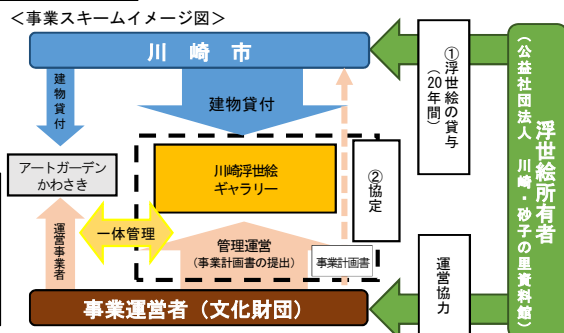 ＜事業スキームイメージ図＞
川崎市
建物貸付
建物貸付
①浮世絵の貸与
（20年間）
浮世絵所有者
（公益社団法人　川崎・砂子の里資料館）
アートガーデン
かわさき
川崎浮世絵
ギャラリー
②協定
運営事業者
一体管理
管理運営
（事業計画書の提出）
事業計画書
運営協力
事業運営者（文化財団）